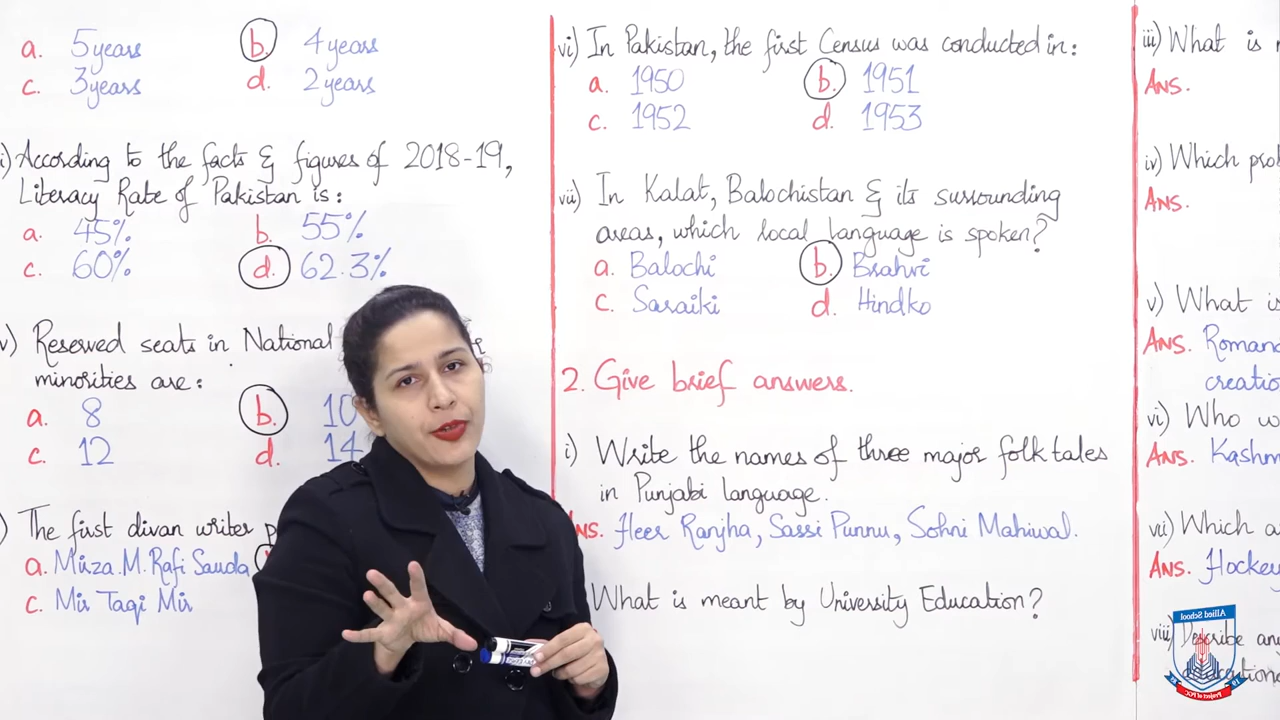 a. 5 years b. 4 years
c. 3 years d. 2 years
i) According to the facts & figures of 2018-19,
Literacy Rate of Pakistan is:
a. 45% b. 55%
c. 60% d. 62.3%
v) Reserved seats in National
minorities are:
a. 8 b. 10
c. 12 d. 14
) The first divan writer
a. Mirza. M. Rafi Sauda
c. Mir Taqi Mir
vi) In Pakistan, the first Census was conducted in:
a. 1950 b. 1951
c. 1952 d. 1953
vii) In Kalat, Balochistan & its surrounding
areas, which local language is spoken?
a. Balochi b. Brahvi
c. Saraiki d. Hindko
2. Give brief answers.
i) Write the names of three major folk tales
in Punjabi language.
Ns. Heer Ranjha, Sassi Punnu, Sohni Mahiwal.
What is meant by University Education?
iii) What is
Ans.
iv) Which
Ans.
v) What
Ans.
creatio
vi) Who
Ans. Kashm
vii) Which
Ans. Hockey
viii) Describe
Allied School
Project of PGC